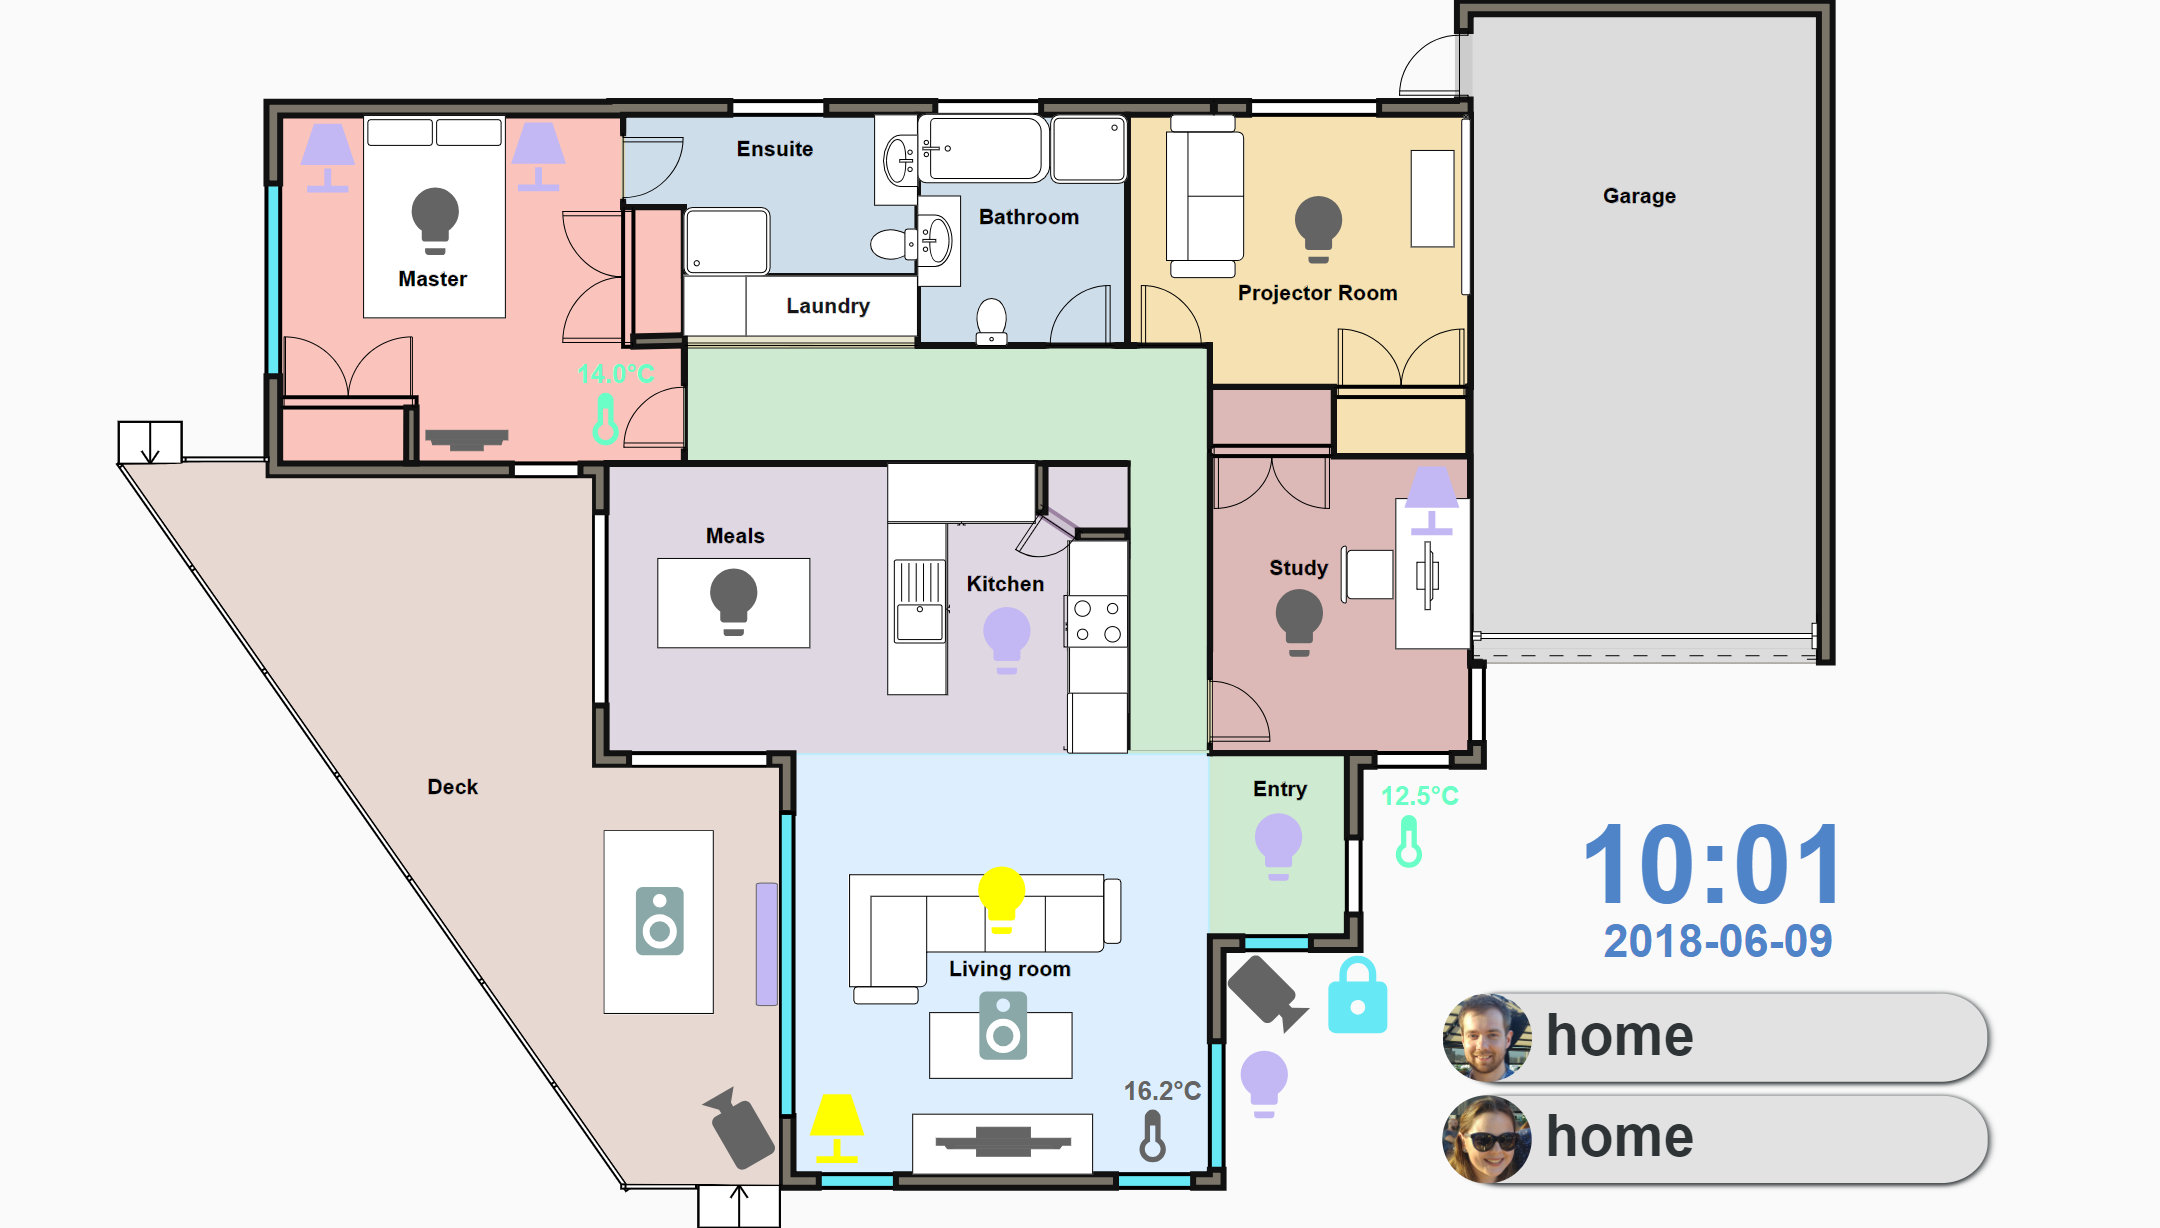 Ensuite
Garage
Bathroom
Master
Projector Room
Laundry
14.0°C
Meals
Study
Kitchen
Deck
Entry
12.5°C
10:01
2018-06-09
Living room
home
16.2°C
home